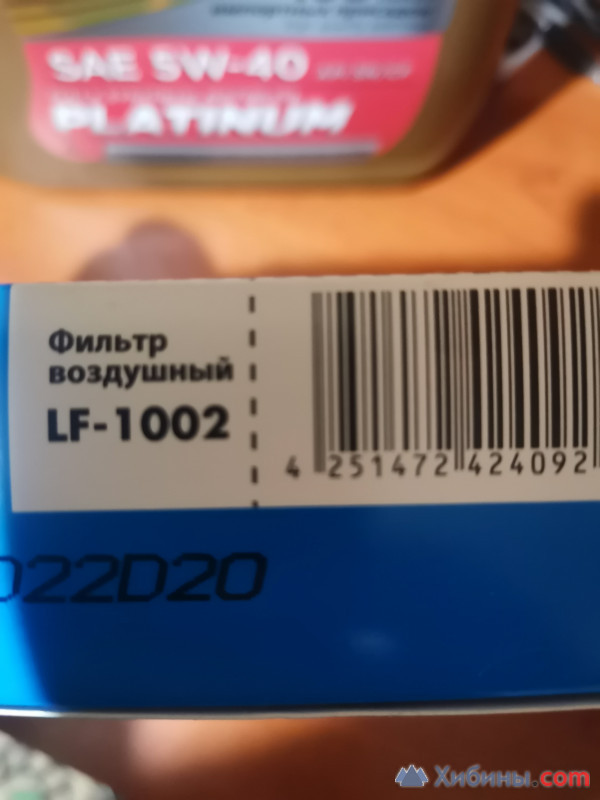 SAE 5W-40
PLATINUM
Фильтр
воздушный
LF-1002
4 251472 424092
022D20
Хибины.com